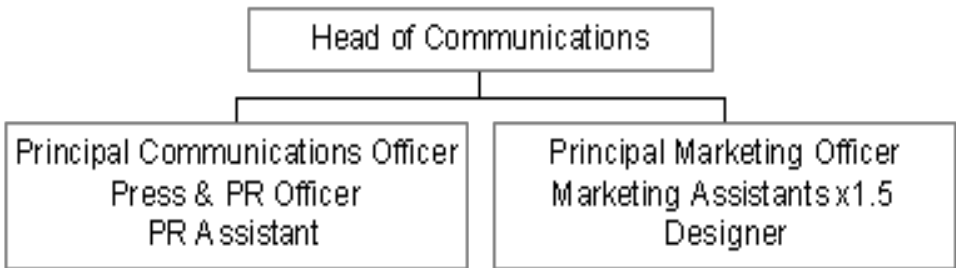 Head of Communications
Principal Communications Officer
Press & PR Officer
PR Assistant
Principal Marketing Officer
Marketing Assistants x1.5
Designer